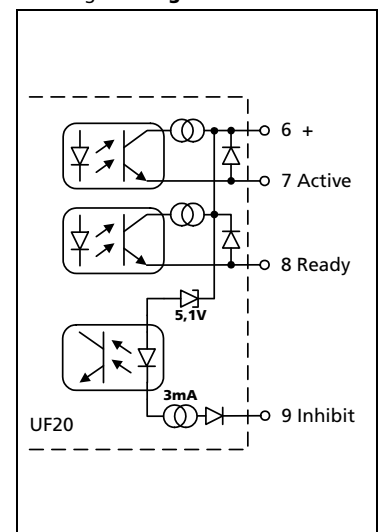 6 +
7 Active
8 Ready
5,1V
3mA
9 Inhibit
UF20